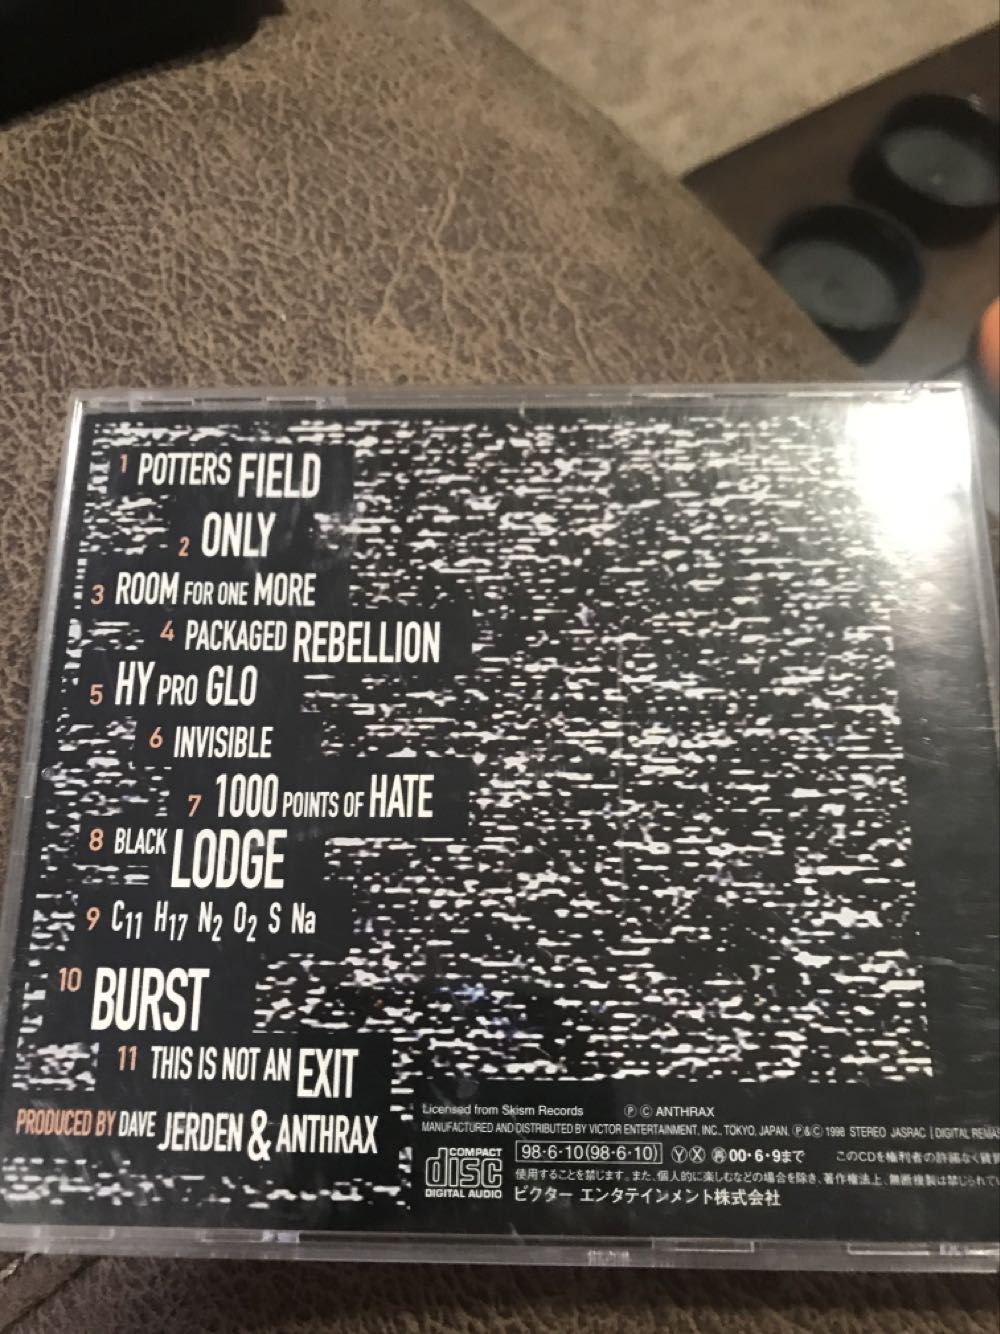 1 POTTERS FIELD
2 ONLY
3 ROOM FOR ONE MORE
4 PACKAGED REBELLION
5 HY PRO GLO
6 INVISIBLE
7 1000 POINTS OF HATE
8 BLACK LODGE
9 C11 H17 N2 O2 S Na
10 BURST
11 THIS IS NOT AN EXIT
PRODUCED BY DAVE JERDEN & ANTHRAX
Licensed from Skism Records Ⓟ Ⓒ ANTHRAX
MANUFACTURED AND DISTRIBUTED BY VICTOR ENTERTAINMENT, INC., TOKYO, JAPAN. Ⓟ&Ⓒ 1998 STEREO JASRAC DIGITAL
COMPACT disc DIGITAL AUDIO
98・6・10(98・6・10) Ⓨ Ⓧ 00・6・9まで このCDを権利者の許諾なく
使用することを禁じます。また、個人的に楽しむなどの場合を除き、著作権法上、無断複製は禁じられてい
ビクター エンタテインメント株式会社